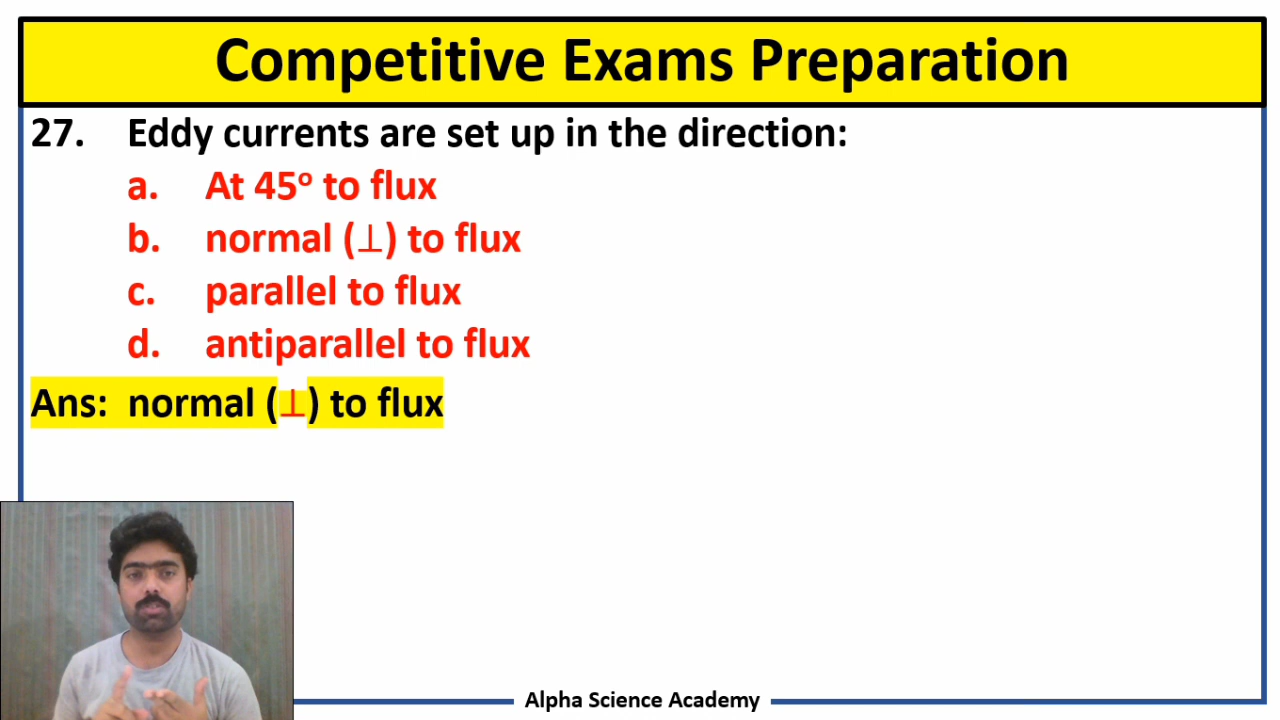 Competitive Exams Preparation
27. Eddy currents are set up in the direction:
a. At 45º to flux
b. normal (⊥) to flux
c. parallel to flux
d. antiparallel to flux
Ans: normal (⊥) to flux
Alpha Science Academy